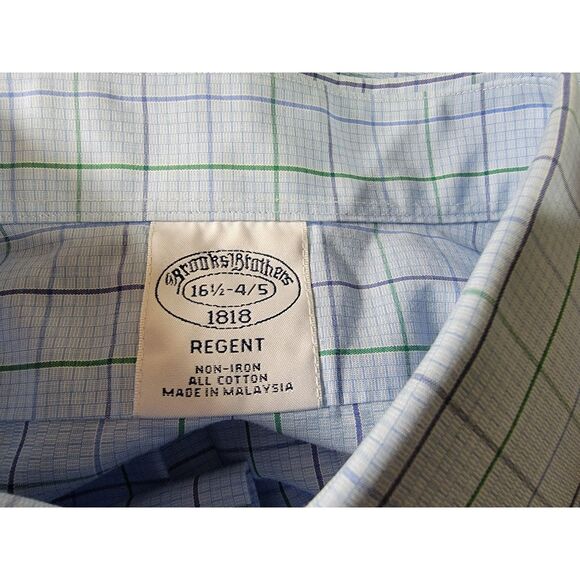 Brooks Brothers
16½-4/5
1818
REGENT
NON-IRON
ALL COTTON
MADE IN MALAYSIA